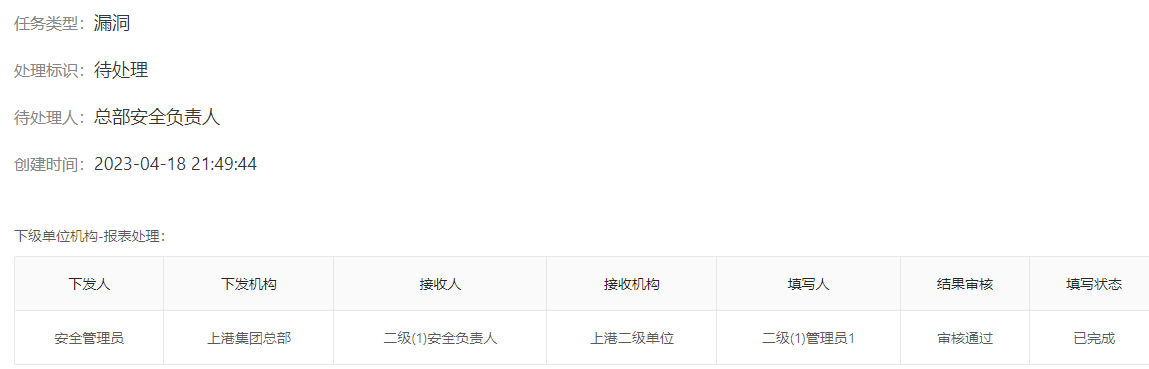 任务类型：漏洞
处理标识：待处理
待处理人：总部安全负责人
创建时间：2023-04-18 21:49:44
下级单位机构-报表处理：
下发人 下发机构 接收人 接收机构 填写人 结果审核 填写状态
安全管理员 上港集团总部 二级(1)安全负责人 上港二级单位 二级(1)管理员1 审核通过 已完成